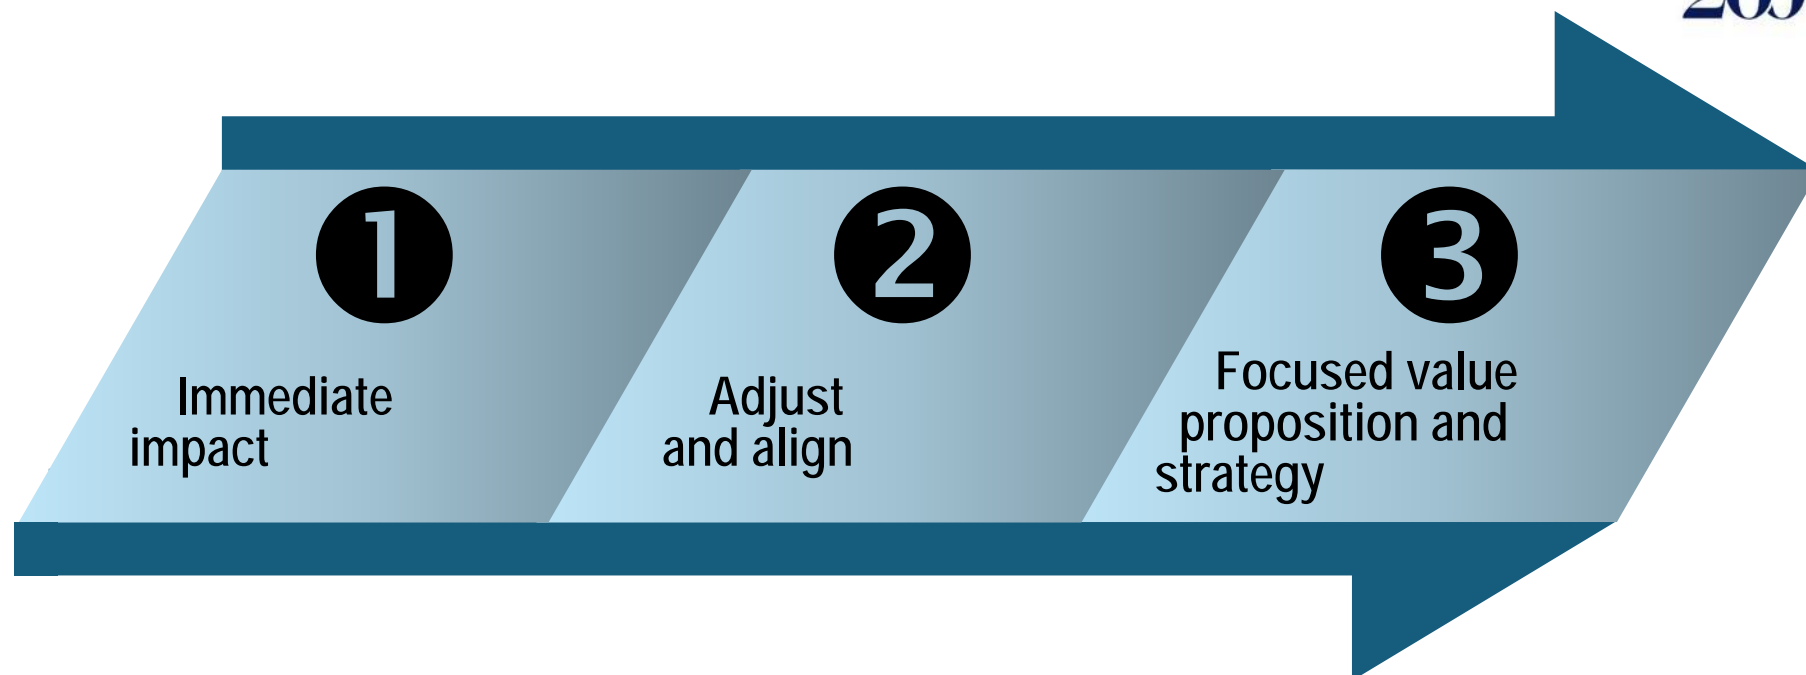 1
Immediate
impact
2
Adjust
and align
3
Focused value
proposition and
strategy